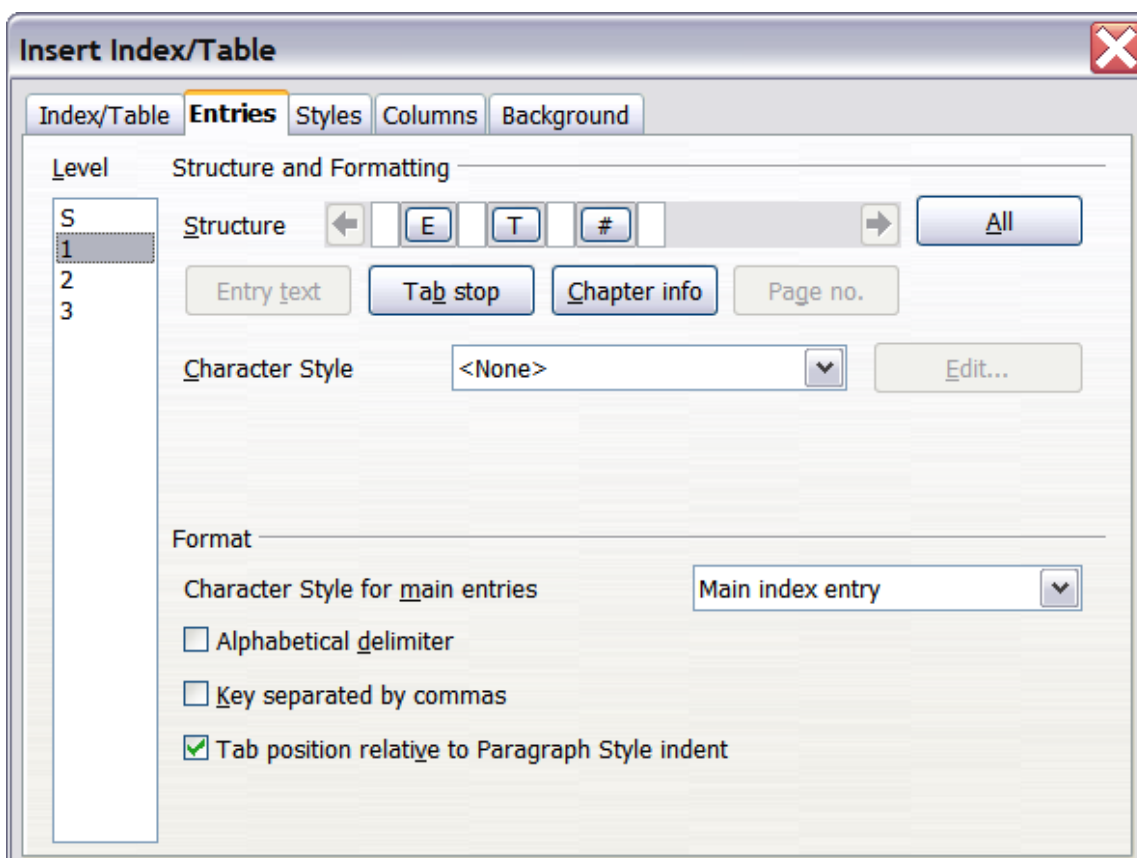 Insert Index/Table
Index/Table Entries Styles Columns Background
Level Structure and Formatting
S
1
2
3
Structure E T # All
Entry text Tab stop Chapter info Page no.
Character Style <None> Edit...
Format
Character Style for main entries Main index entry
Alphabetical delimiter
Key separated by commas
Tab position relative to Paragraph Style indent